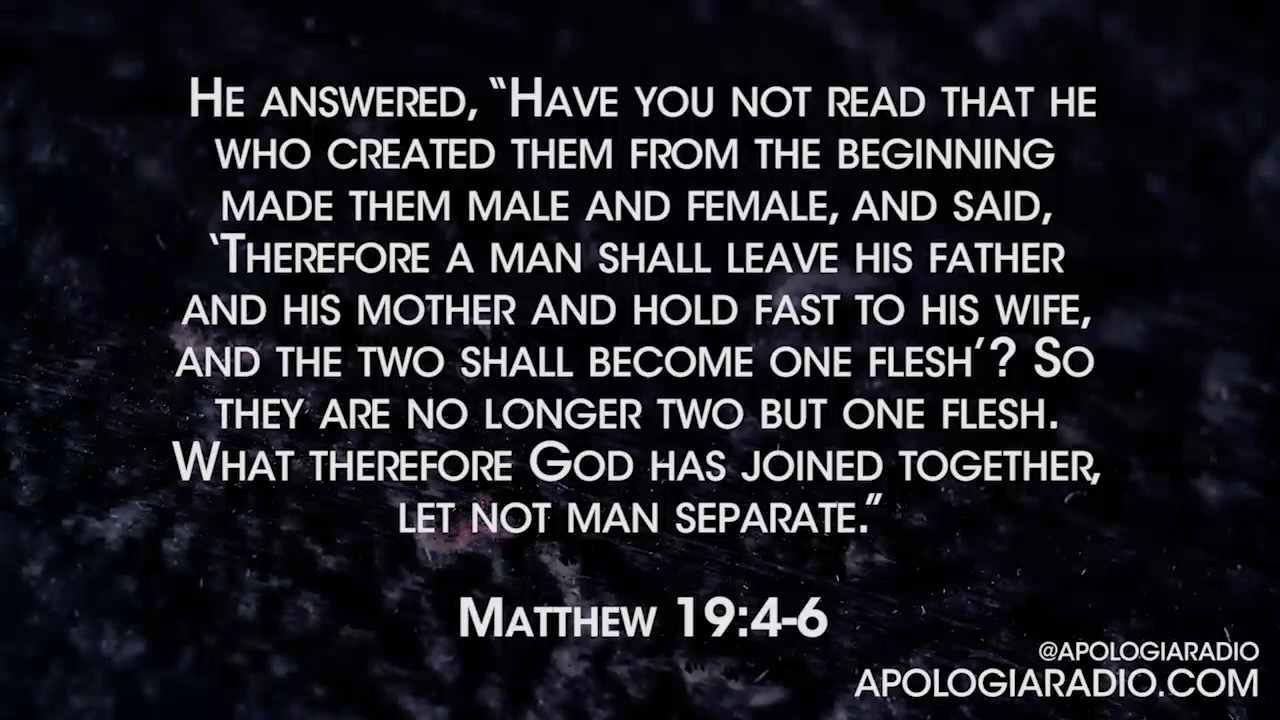 He answered, “Have you not read that he
who created them from the beginning
made them male and female, and said,
‘Therefore a man shall leave his father
and his mother and hold fast to his wife,
and the two shall become one flesh’? So
they are no longer two but one flesh.
What therefore God has joined together,
let not man separate.”
Matthew 19:4-6
@APOLOGIARADIO
APOLOGIARADIO.COM